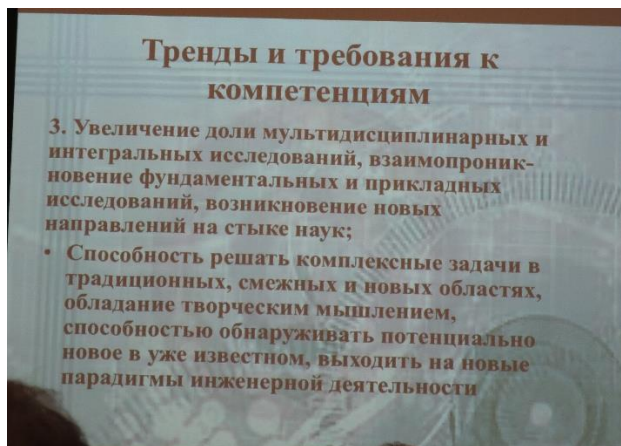 Тренды и требования к
компетенциям
3. Увеличение доли мультидисциплинарных и
интегральных исследований, взаимопроник-
новение фундаментальных и прикладных
исследований, возникновение новых
направлений на стыке наук;
• Способность решать комплексные задачи в
традиционных, смежных и новых областях,
обладание творческим мышлением,
способностью обнаруживать потенциально
новое в уже известном, выходить на новые
парадигмы инженерной деятельности